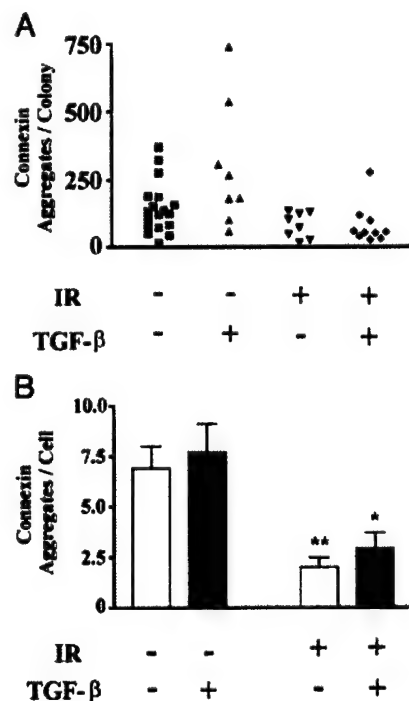 A
Connexin
Aggregates / Colony
750
500
250
0
IR - - + +
TGF-β - + - +
B
Connexin
Aggregates / Cell
10.0
7.5
5.0
2.5
0
** *
IR - - + +
TGF-β - + - +